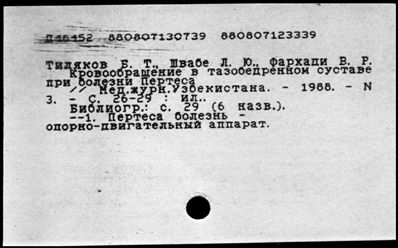 Д48452 880807130739 880807123339
Тиляков Б. Т., Швабе Л. Ю., Фархади В. Р.
Кровообращение в тазобедренном суставе
при болезни Пертеса
// Мед.журн.Узбекистана. - 1988. - N
3. - С. 26-29 : ил..
Библиогр.: с. 29 (6 назв.).
--1. Пертеса болезнь -
опорно-двигательный аппарат.